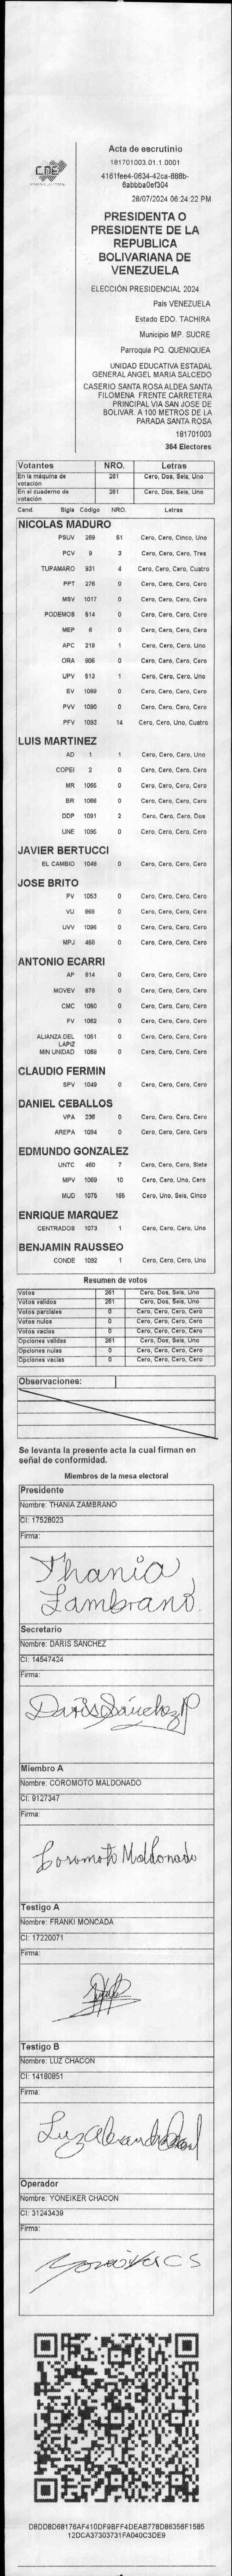 CNE
Acta de escrutinio
181701003.01.1.0001
4161fee4-0634-42ca-888b-
6abbba0ef304
28/07/2024 06:24:22 PM
PRESIDENTA O
PRESIDENTE DE LA
REPUBLICA
BOLIVARIANA DE
VENEZUELA
ELECCIÓN PRESIDENCIAL 2024
País VENEZUELA
Estado EDO. TACHIRA
Municipio MP. SUCRE
Parroquia PQ. QUENIQUEA
UNIDAD EDUCATIVA ESTADAL
GENERAL ANGEL MARIA SALCEDO
CASERIO SANTA ROSA ALDEA SANTA
FILOMENA FRENTE CARRETERA
PRINCIPAL VIA SAN JOSE DE
BOLIVAR A 100 METROS DE LA
PARADA SANTA ROSA
181701003
364 Electores
Votantes NRO. Letras
En la máquina de votación 261 Cero, Dos, Seis, Uno
En el cuaderno de votación 261 Cero, Dos, Seis, Uno
Cand. Sigla Código NRO. Letras
NICOLAS MADURO
PSUV 269 51 Cero, Cero, Cinco, Uno
PCV 9 3 Cero, Cero, Cero, Tres
TUPAMARO 931 4 Cero, Cero, Cero, Cuatro
PPT 276 0 Cero, Cero, Cero, Cero
MSV 1017 0 Cero, Cero, Cero, Cero
PODEMOS 514 0 Cero, Cero, Cero, Cero
MEP 6 0 Cero, Cero, Cero, Cero
APC 219 1 Cero, Cero, Cero, Uno
ORA 906 0 Cero, Cero, Cero, Cero
UPV 513 1 Cero, Cero, Cero, Uno
EV 1089 0 Cero, Cero, Cero, Cero
PVV 1090 0 Cero, Cero, Cero, Cero
PFV 1093 14 Cero, Cero, Uno, Cuatro
LUIS MARTINEZ
AD 1 1 Cero, Cero, Cero, Uno
COPEI 2 0 Cero, Cero, Cero, Cero
MR 1065 0 Cero, Cero, Cero, Cero
BR 1066 0 Cero, Cero, Cero, Cero
DDP 1091 2 Cero, Cero, Cero, Dos
UNE 1095 0 Cero, Cero, Cero, Cero
JAVIER BERTUCCI
EL CAMBIO 1048 0 Cero, Cero, Cero, Cero
JOSE BRITO
PV 1053 0 Cero, Cero, Cero, Cero
VU 868 0 Cero, Cero, Cero, Cero
UVV 1096 0 Cero, Cero, Cero, Cero
MPJ 458 0 Cero, Cero, Cero, Cero
ANTONIO ECARRI
AP 814 0 Cero, Cero, Cero, Cero
MOVEV 878 0 Cero, Cero, Cero, Cero
CMC 1050 0 Cero, Cero, Cero, Cero
FV 1062 0 Cero, Cero, Cero, Cero
ALIANZA DEL LAPIZ 1051 0 Cero, Cero, Cero, Cero
MIN UNIDAD 1058 0 Cero, Cero, Cero, Cero
CLAUDIO FERMIN
SPV 1049 0 Cero, Cero, Cero, Cero
DANIEL CEBALLOS
VPA 236 0 Cero, Cero, Cero, Cero
AREPA 1094 0 Cero, Cero, Cero, Cero
EDMUNDO GONZALEZ
UNTC 460 7 Cero, Cero, Cero, Siete
MPV 1069 10 Cero, Cero, Uno, Cero
MUD 1075 165 Cero, Uno, Seis, Cinco
ENRIQUE MARQUEZ
CENTRADOS 1073 1 Cero, Cero, Cero, Uno
BENJAMIN RAUSSEO
CONDE 1092 1 Cero, Cero, Cero, Uno
Resumen de votos
Votos 261 Cero, Dos, Seis, Uno
Votos validos 261 Cero, Dos, Seis, Uno
Votos parciales 0 Cero, Cero, Cero, Cero
Votos nulos 0 Cero, Cero, Cero, Cero
Votos vacios 0 Cero, Cero, Cero, Cero
Opciones validas 261 Cero, Dos, Seis, Uno
Opciones nulas 0 Cero, Cero, Cero, Cero
Opciones vacias 0 Cero, Cero, Cero, Cero
Observaciones:
Se levanta la presente acta la cual firman en
señal de conformidad.
Miembros de la mesa electoral
Presidente
Nombre: THANIA ZAMBRANO
CI: 17528023
Firma:
Thania
Zambrano.
Secretario
Nombre: DARIS SANCHEZ
CI: 14547424
Firma:
Daris Sánchez P
Miembro A
Nombre: COROMOTO MALDONADO
CI: 9127347
Firma:
Coromoto Maldonado
Testigo A
Nombre: FRANKI MONCADA
CI: 17220071
Firma:
Testigo B
Nombre: LUZ CHACON
CI: 14180851
Firma:
Operador
Nombre: YONEIKER CHACON
CI: 31243439
Firma:
D8DD8D68176AF410DF9BFF4DEAB778D86356F1585
12DCA37303731FA040C3DE9